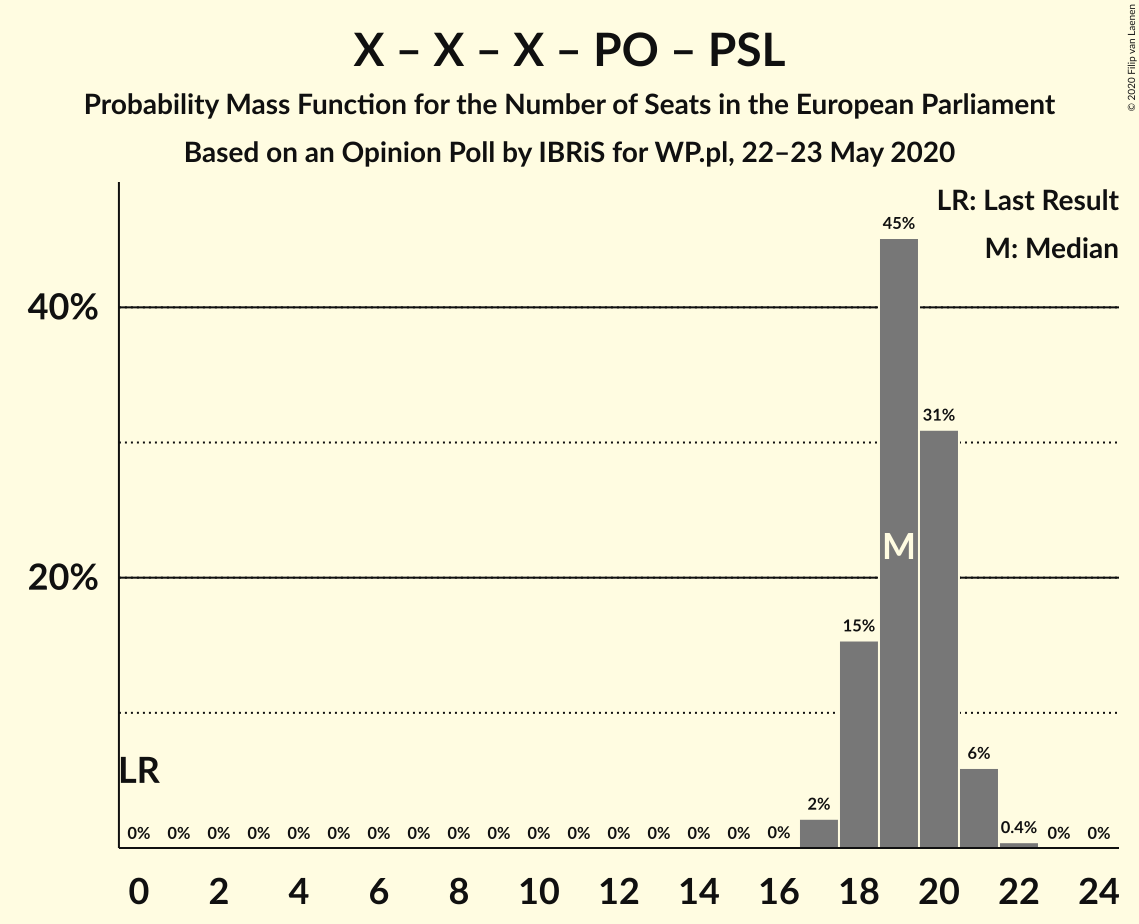 X – X – X – PO – PSL
Probability Mass Function for the Number of Seats in the European Parliament
Based on an Opinion Poll by IBRiS for WP.pl, 22–23 May 2020
© 2020 Filip van Laenen
LR: Last Result
M: Median
45%
40%
31%
M
20%
15%
LR
6%
2%
0% 0% 0% 0% 0% 0% 0% 0% 0% 0% 0% 0% 0% 0% 0% 0% 0% 0.4% 0% 0%
0 2 4 6 8 10 12 14 16 18 20 22 24